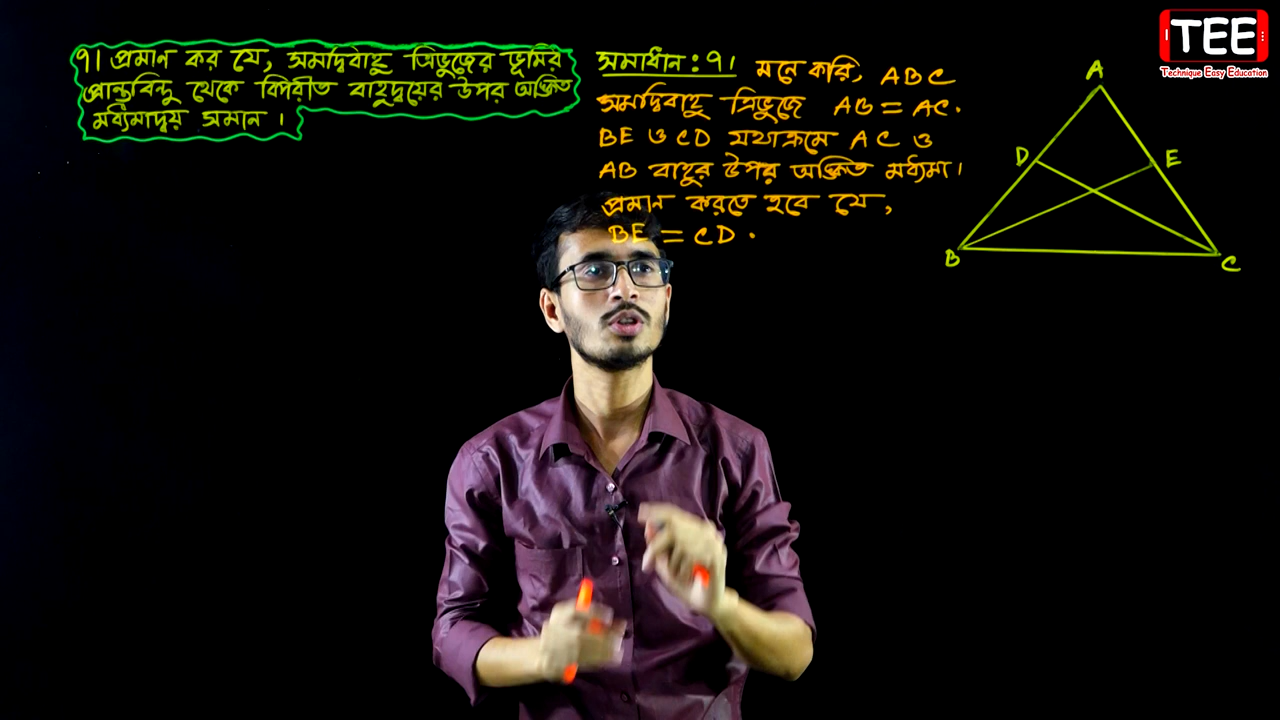 ৭। প্রমাণ কর যে, সমদ্বিবাহু ত্রিভুজের ভূমির
প্রান্তবিন্দু থেকে বিপরীত বাহুদ্বয়ের উপর অঙ্কিত
মধ্যমাদ্বয় সমান।
সমাধান: ৭। মনে করি, ABC
সমদ্বিবাহু ত্রিভুজে AB = AC.
BE ও CD যথাক্রমে AC ও
AB বাহুর উপর অঙ্কিত মধ্যমা।
প্রমাণ করতে হবে যে,
BE = CD.
A
D
E
B
C
TEE
Technique Easy Education